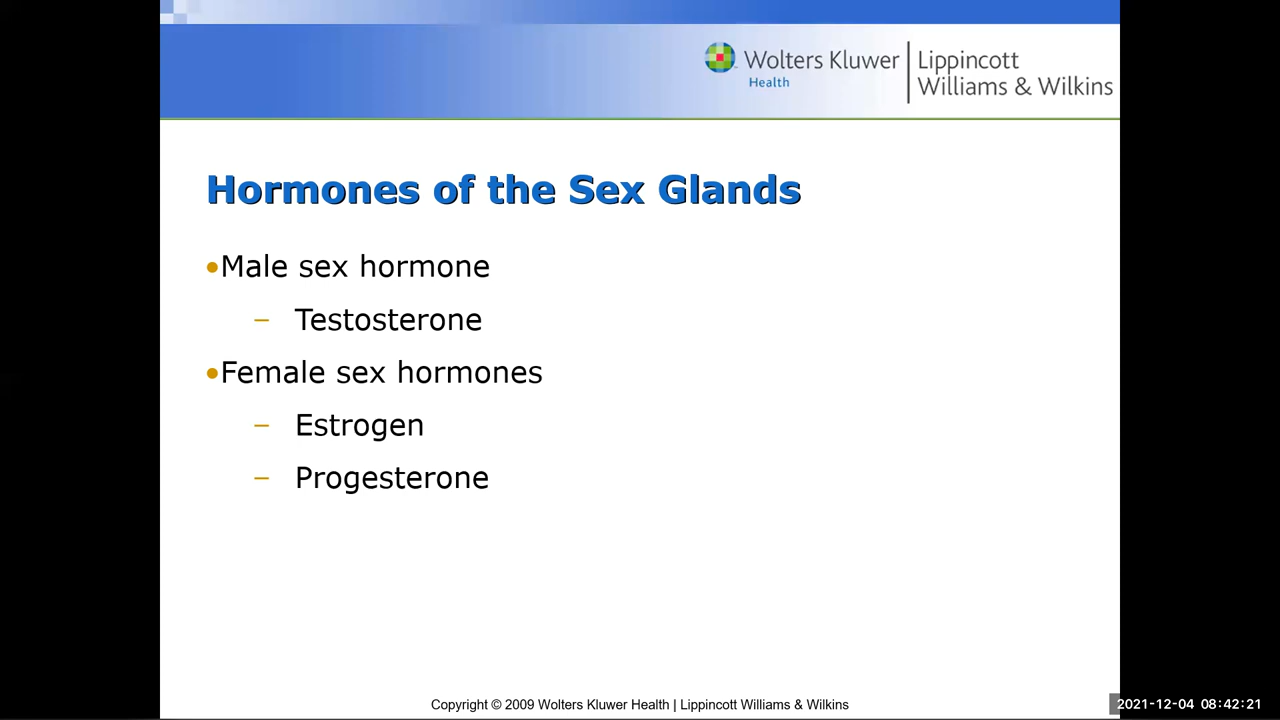 Wolters Kluwer
Health
Lippincott
Williams & Wilkins
Hormones of the Sex Glands
•Male sex hormone
– Testosterone
•Female sex hormones
– Estrogen
– Progesterone
Copyright © 2009 Wolters Kluwer Health | Lippincott Williams & Wilkins
2021-12-04 08:42:21